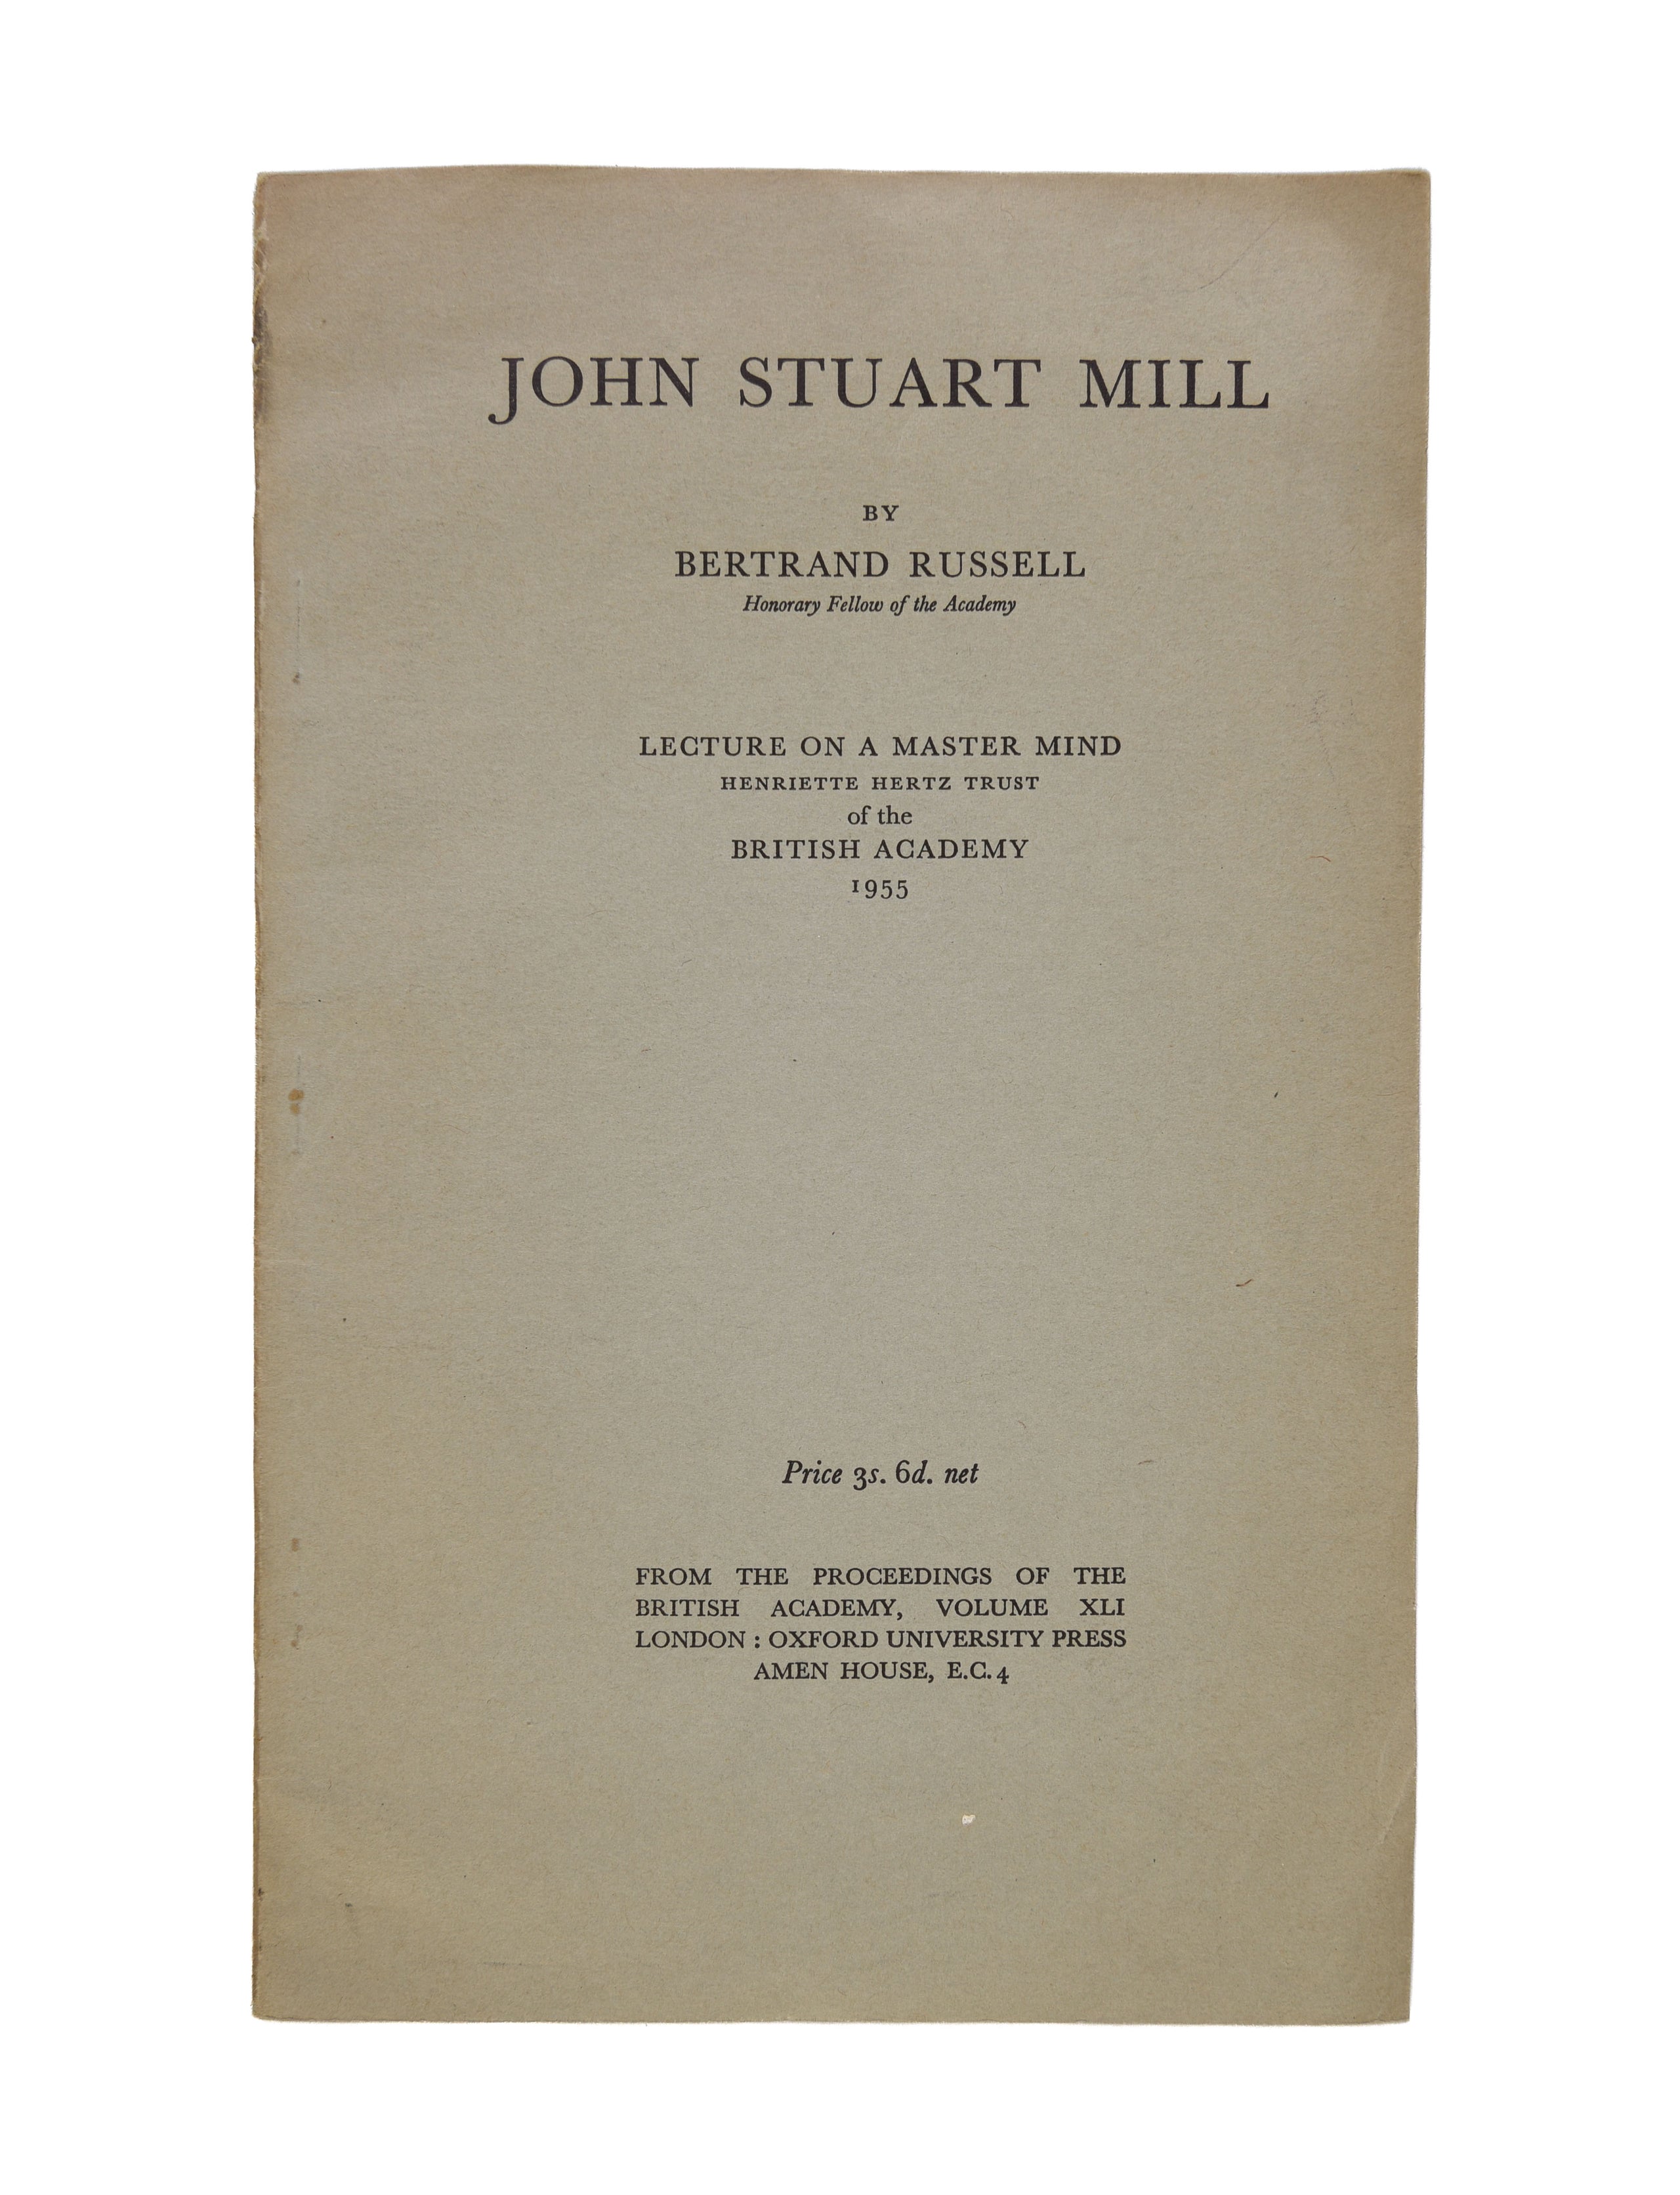 JOHN STUART MILL
BY
BERTRAND RUSSELL
Honorary Fellow of the Academy
LECTURE ON A MASTER MIND
HENRIETTE HERTZ TRUST
of the
BRITISH ACADEMY
1955
Price 3s. 6d. net
FROM THE PROCEEDINGS OF THE
BRITISH ACADEMY, VOLUME XLI
LONDON : OXFORD UNIVERSITY PRESS
AMEN HOUSE, E.C. 4